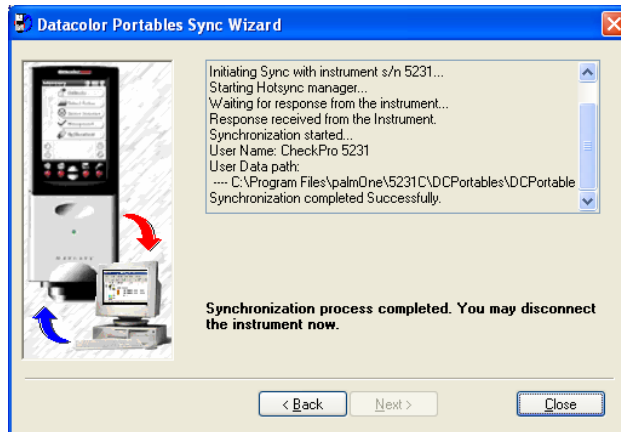 Datacolor Portables Sync Wizard
Initiating Sync with instrument s/n 5231...
Starting Hotsync manager...
Waiting for response from the instrument...
Response received from the Instrument.
Synchronization started...
User Name: CheckPro 5231
User Data path:
---- C:\Program Files\palmOne\5231C\DCPortables\DCPortable
Synchronization completed Successfully.
Synchronization process completed. You may disconnect
the instrument now.
< Back
Next >
Close